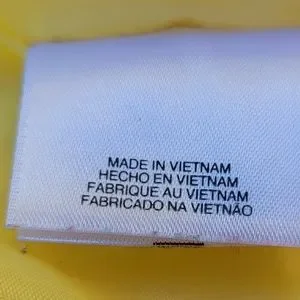 MADE IN VIETNAM
HECHO EN VIETNAM
FABRIQUE AU VIETNAM
FABRICADO NA VIETNÃO